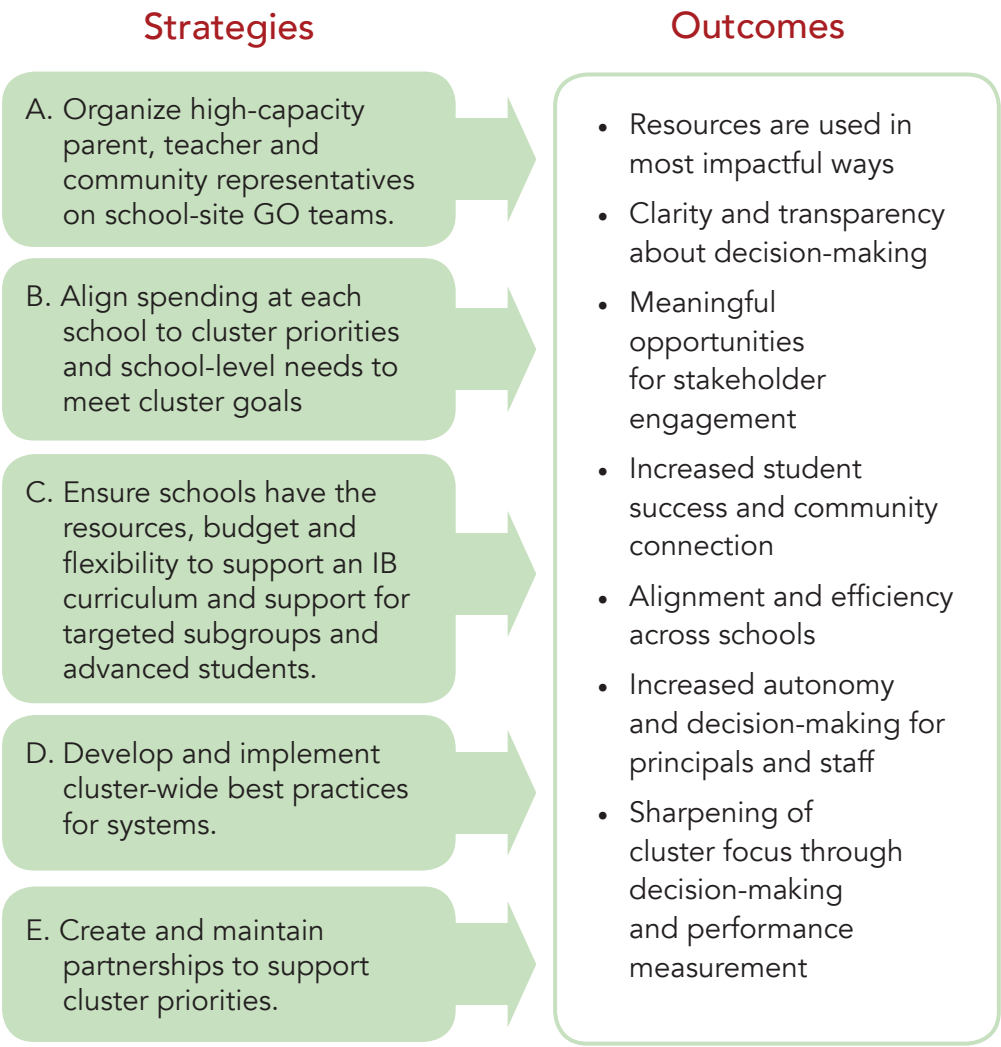 Strategies
A. Organize high-capacity
parent, teacher and
community representatives
on school-site GO teams.
B. Align spending at each
school to cluster priorities
and school-level needs to
meet cluster goals
C. Ensure schools have the
resources, budget and
flexibility to support an IB
curriculum and support for
targeted subgroups and
advanced students.
D. Develop and implement
cluster-wide best practices
for systems.
E. Create and maintain
partnerships to support
cluster priorities.
Outcomes
• Resources are used in
most impactful ways
• Clarity and transparency
about decision-making
• Meaningful
opportunities
for stakeholder
engagement
• Increased student
success and community
connection
• Alignment and efficiency
across schools
• Increased autonomy
and decision-making for
principals and staff
• Sharpening of
cluster focus through
decision-making
and performance
measurement